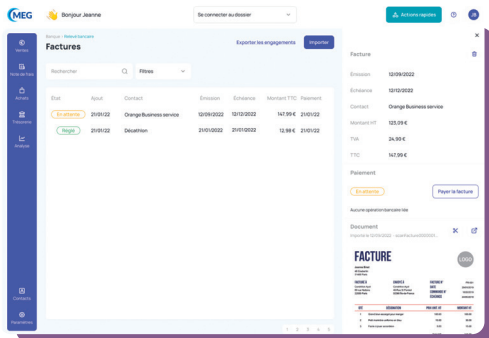 MEG
Bonjour Jeanne
Se connecter au dossier
Actions rapides
JB
Ventes
Note de frais
Achats
Trésorerie
Analyse
Contacts
Paramètres
Factures
Exporter les engagements
Importer
Rechercher
Filtres
Etat Ajout Contact Emission Echéance Montant TTC Paiement
En attente 21/01/22 Orange Business service 12/09/2022 12/12/2022 147,99 € 21/01/22
Réglé 21/01/22 Décathlon 21/01/2022 21/01/2022 12,99 € 21/01/22
1 2 3 4 5
Facture
Emission 12/09/2022
Échéance 12/12/2022
Contact Orange Business service
Montant HT 123,09 €
TVA 24,90 €
TTC 147,99 €
Paiement
En attente
Payer la facture
Aucune opération bancaire liée
Document
FACTURE
LOGO